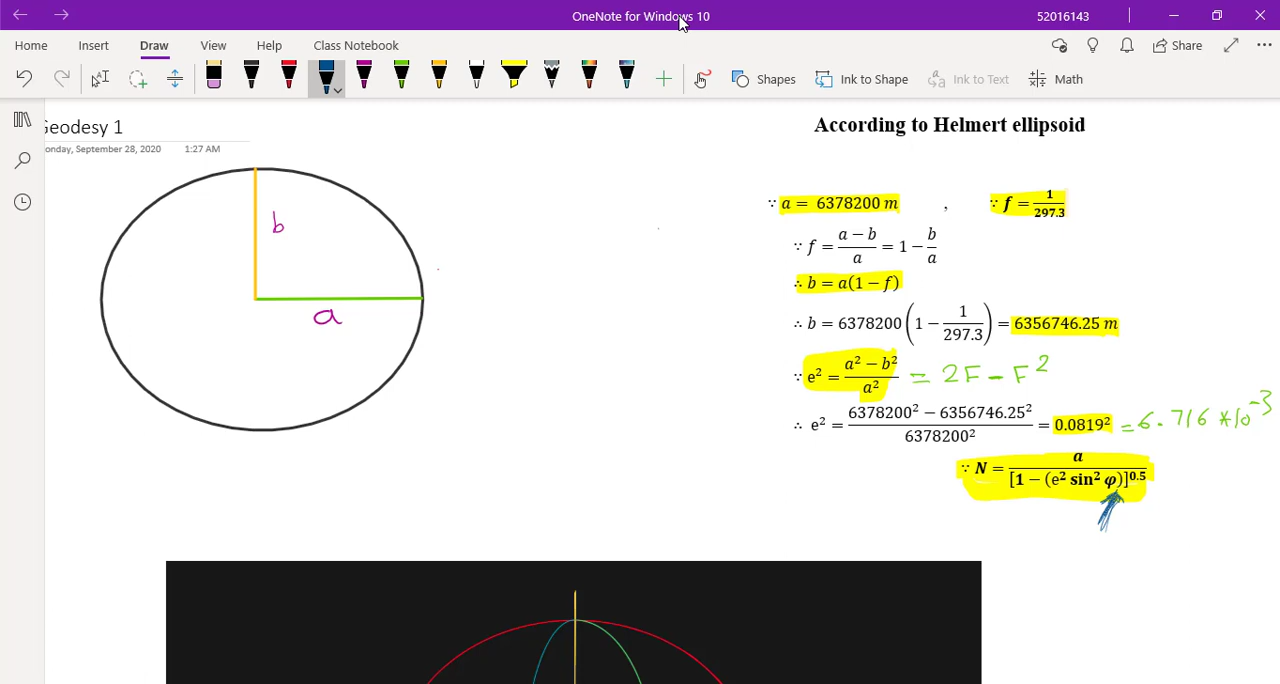 OneNote for Windows 10 52016143
Home Insert Draw View Help Class Notebook Share
Shapes Ink to Shape Ink to Text Math
Geodesy 1
onday, September 28, 2020 1:27 AM
According to Helmert ellipsoid
∵ a = 6378200 m , ∵ f = 1/297.3
∵ f = (a − b)/a = 1 − b/a
∴ b = a(1 − f)
∴ b = 6378200(1 − 1/297.3) = 6356746.25 m
∵ e² = (a² − b²)/a² = 2F − F²
∴ e² = (6378200² − 6356746.25²)/6378200² = 0.0819² = 6.716 * 10⁻³
∵ N = a/[1 − (e² sin² φ)]^0.5
b
a